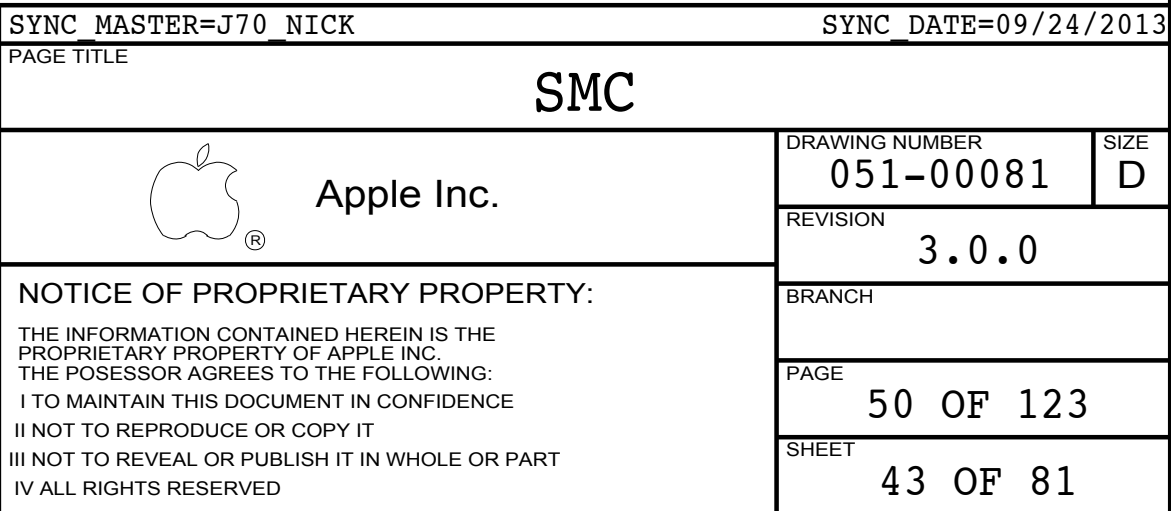 SYNC_MASTER=J70_NICK
SYNC_DATE=09/24/2013
PAGE TITLE
SMC
Apple Inc.
®
DRAWING NUMBER
051-00081
SIZE
D
REVISION
3.0.0
NOTICE OF PROPRIETARY PROPERTY:
THE INFORMATION CONTAINED HEREIN IS THE
PROPRIETARY PROPERTY OF APPLE INC.
THE POSESSOR AGREES TO THE FOLLOWING:
I TO MAINTAIN THIS DOCUMENT IN CONFIDENCE
II NOT TO REPRODUCE OR COPY IT
III NOT TO REVEAL OR PUBLISH IT IN WHOLE OR PART
IV ALL RIGHTS RESERVED
BRANCH
PAGE
50 OF 123
SHEET
43 OF 81